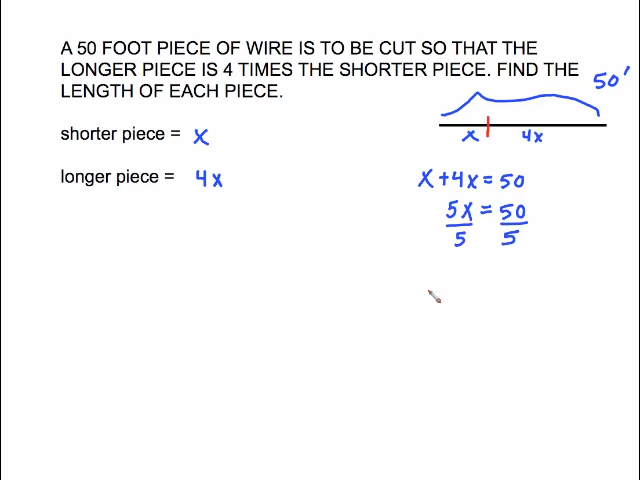 A 50 FOOT PIECE OF WIRE IS TO BE CUT SO THAT THE
LONGER PIECE IS 4 TIMES THE SHORTER PIECE. FIND THE
LENGTH OF EACH PIECE.
50'
x 4x
shorter piece = x
longer piece = 4x
x + 4x = 50
5x = 50
5 5